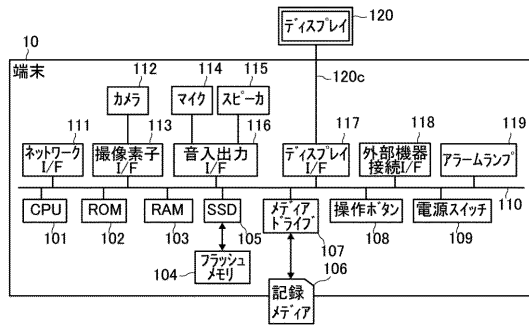 ディスプレイ
120
10
端末
112
114
115
120c
カメラ
マイク
スピーカ
111
113
116
117
118
119
ネットワーク
I/F
撮像素子
I/F
音入出力
I/F
ディスプレイ
I/F
外部機器
接続I/F
アラームランプ
110
CPU
ROM
RAM
SSD
メディア
ドライブ
操作ボタン
電源スイッチ
101
102
103
105
107
108
109
104
フラッシュ
メモリ
106
記録
メディア